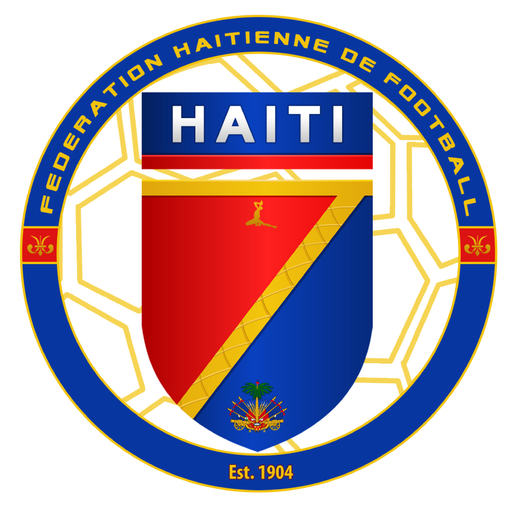 FEDERATION HAITIENNE DE FOOTBALL
HAITI
Est. 1904